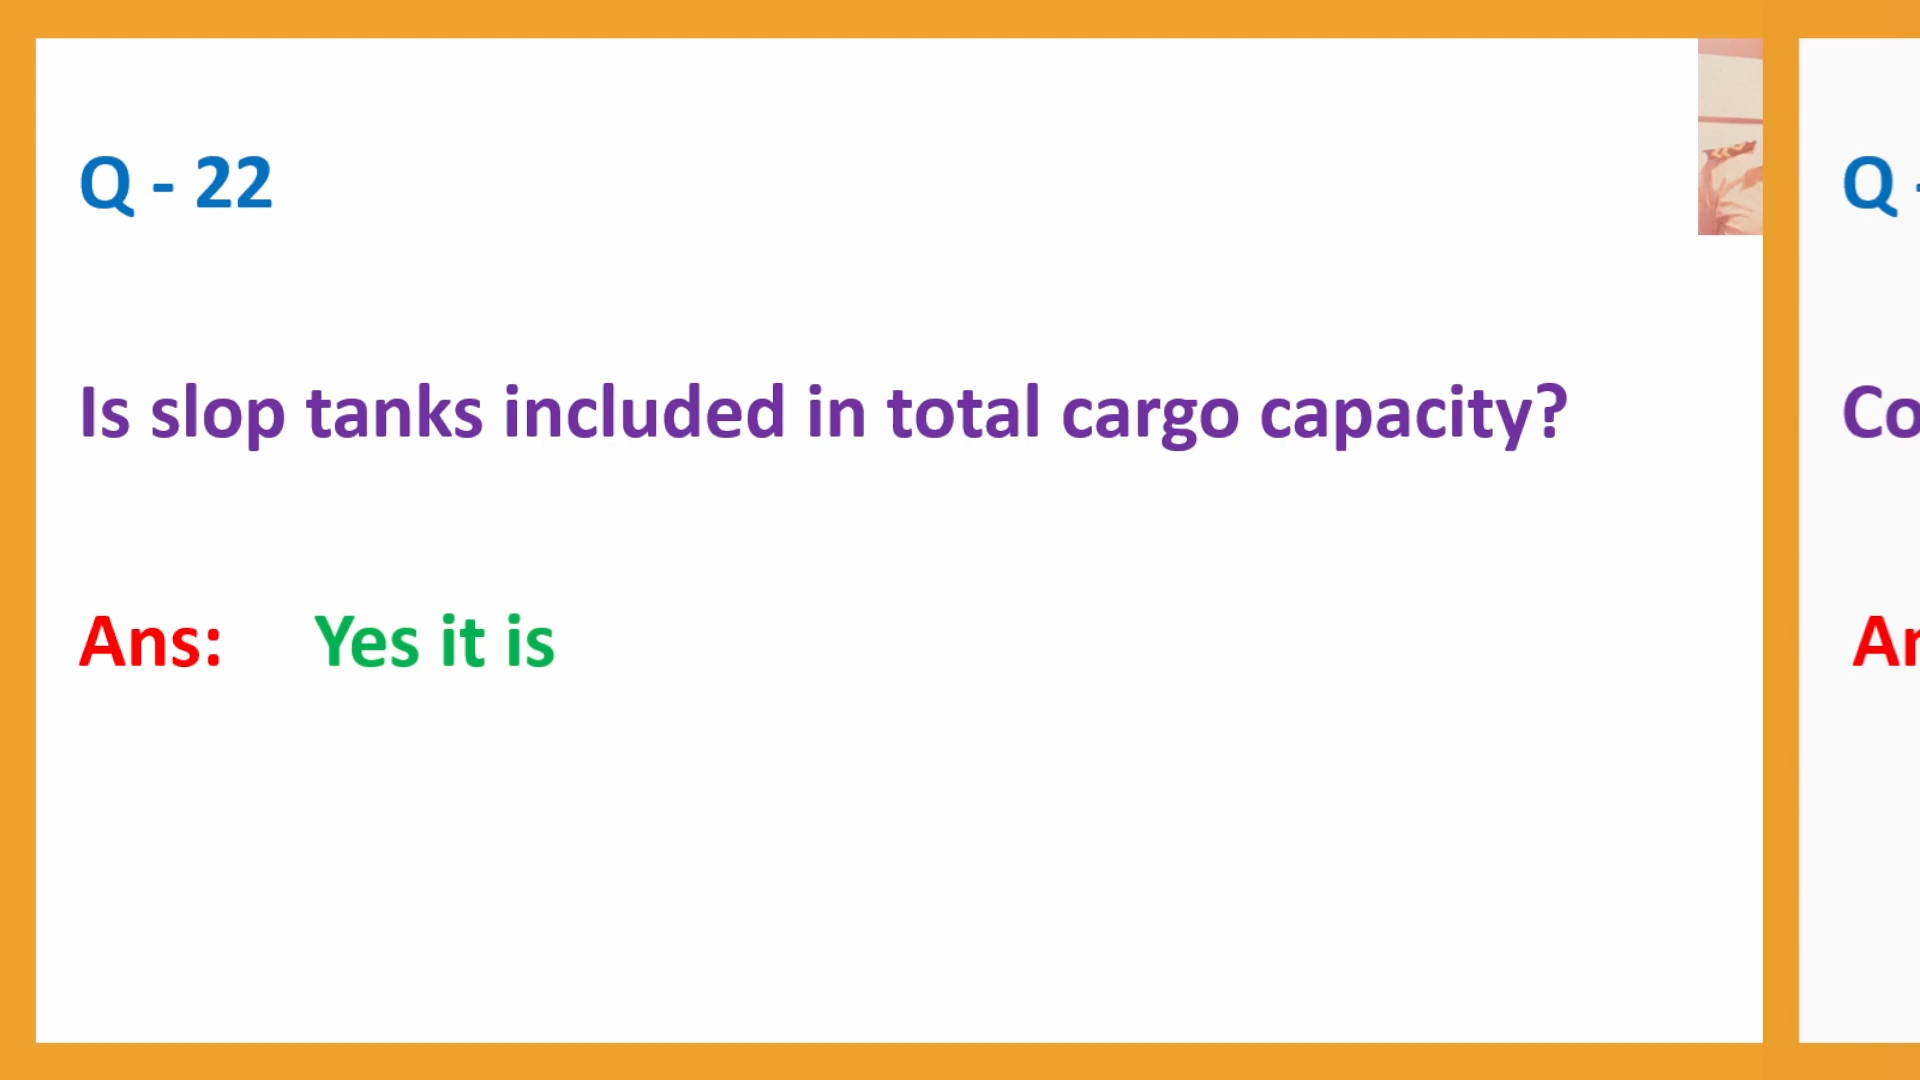 Q - 22
Is slop tanks included in total cargo capacity?
Ans: Yes it is
Q